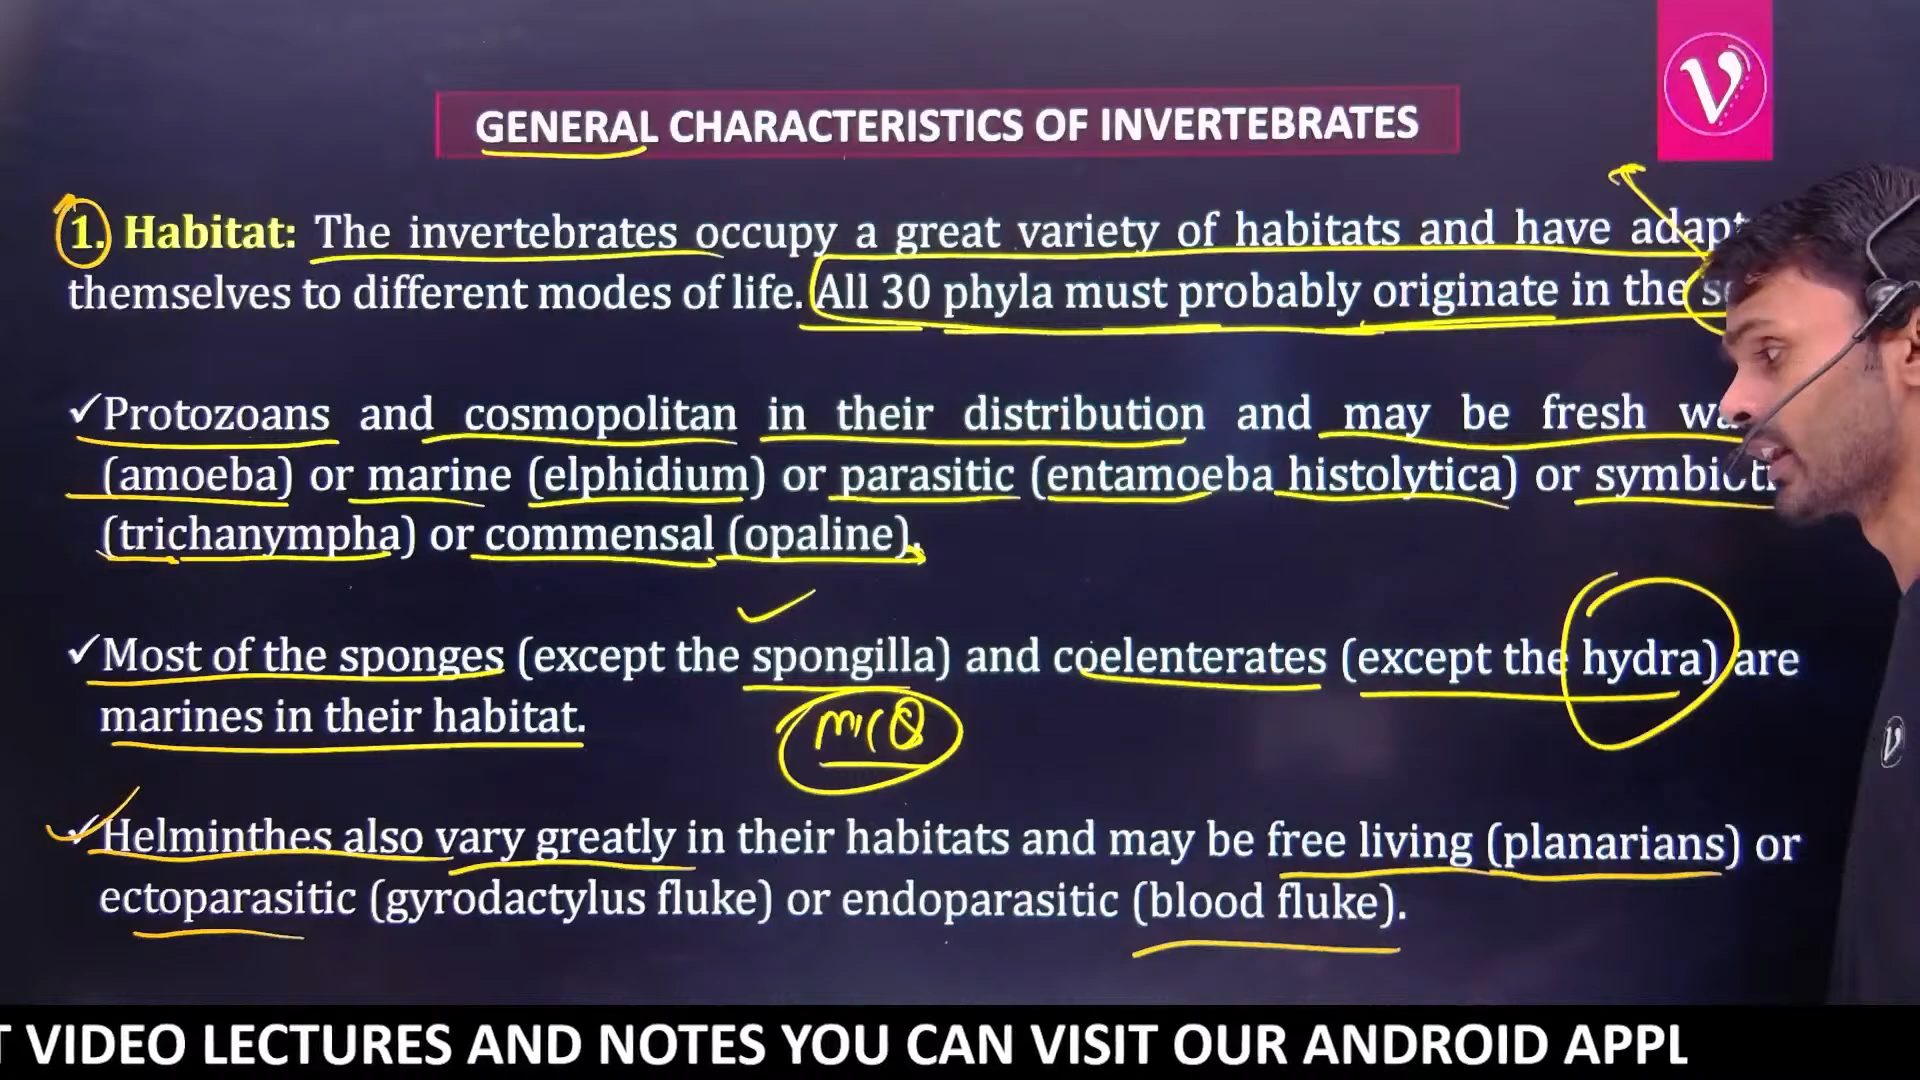 GENERAL CHARACTERISTICS OF INVERTEBRATES
1. Habitat: The invertebrates occupy a great variety of habitats and have
themselves to different modes of life. All 30 phyla must probably originate in the
✓Protozoans and cosmopolitan in their distribution and may be fresh
(amoeba) or marine (elphidium) or parasitic (entamoeba histolytica) or
(trichanympha) or commensal (opaline).
✓Most of the sponges (except the spongilla) and coelenterates (except the hydra) are
marines in their habitat.
MCQ
✓Helminthes also vary greatly in their habitats and may be free living (planarians) or
ectoparasitic (gyrodactylus fluke) or endoparasitic (blood fluke).
VIDEO LECTURES AND NOTES YOU CAN VISIT OUR ANDROID APPL